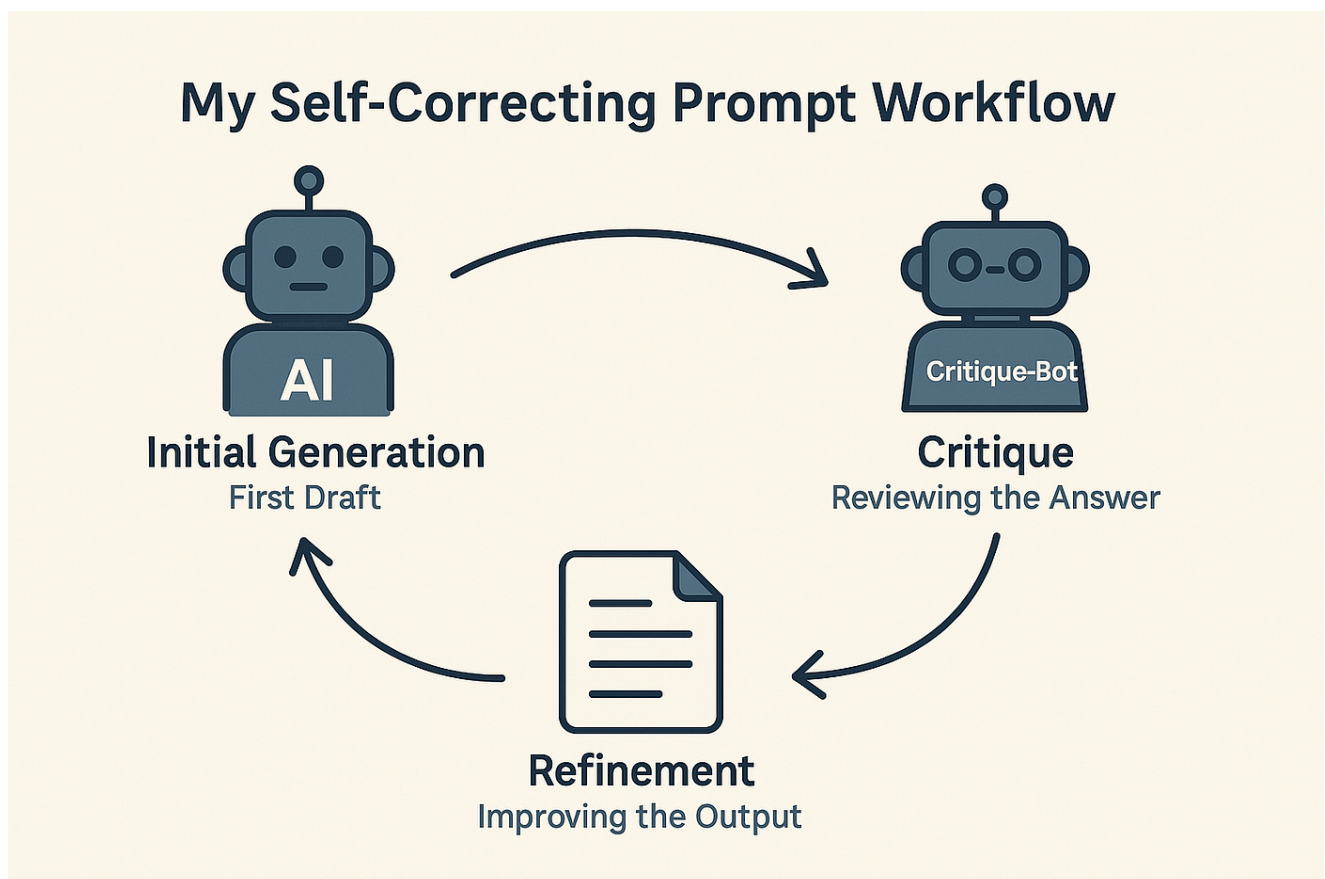 My Self-Correcting Prompt Workflow
AI
Critique-Bot
Initial Generation
First Draft
Critique
Reviewing the Answer
Refinement
Improving the Output